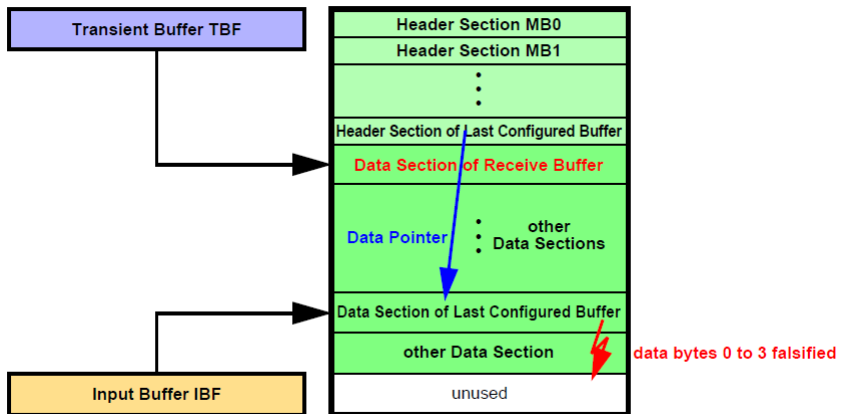 Transient Buffer TBF
Header Section MB0
Header Section MB1
Header Section of Last Configured Buffer
Data Section of Receive Buffer
Data Pointer
other
Data Sections
Data Section of Last Configured Buffer
other Data Section
data bytes 0 to 3 falsified
Input Buffer IBF
unused